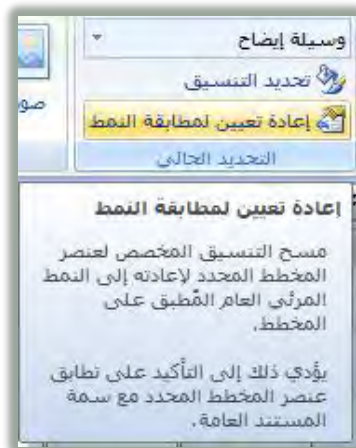 وسيلة إيضاح
تحديد التنسيق
صو
إعادة تعيين لمطابقة النمط
التحديد الحالي
إعادة تعيين لمطابقة النمط
مسح التنسيق المخصص لعنصر
المخطط المحدد لإعادته إلى النمط
المرئي العام المُطبق على
المخطط.
يؤدي ذلك إلى التأكيد على تطابق
عنصر المخطط المحدد مع سمة
المستند العامة.